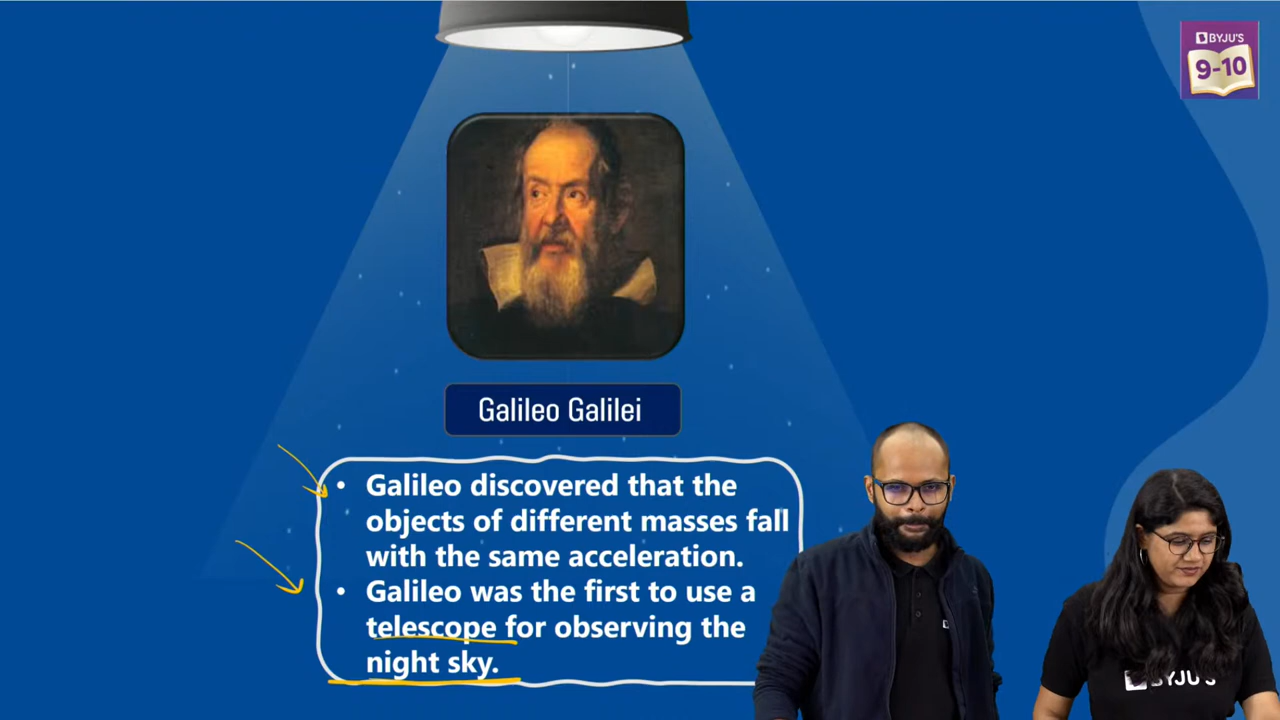 BYJU'S
9-10
Galileo Galilei
• Galileo discovered that the
objects of different masses fall
with the same acceleration.
• Galileo was the first to use a
telescope for observing the
night sky.
BYJU'S